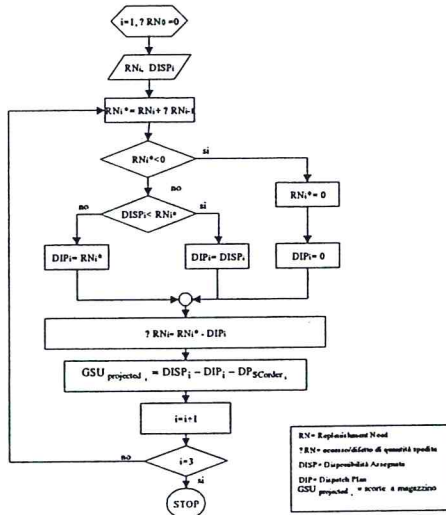 i=1, ? RN0 =0
RNi, DISPi
RNi*= RNi+ ? RNi-1
RNi*<0
si
no
RNi*= 0
DISPi< RNi*
no
si
DIPi= RNi*
DIPi= DISPi
DIPi= 0
? RNi= RNi* - DIPi
GSU projected i = DISPi – DIPi – DPSCorder i
i=i+1
i=3
no
si
STOP
RN= Replenishment Need
? RN= eccesso/difetto di quantità spedita
DISP= Disponibilità Assegnata
DIP= Dispatch Plan
GSU projected i = scorte a magazzino